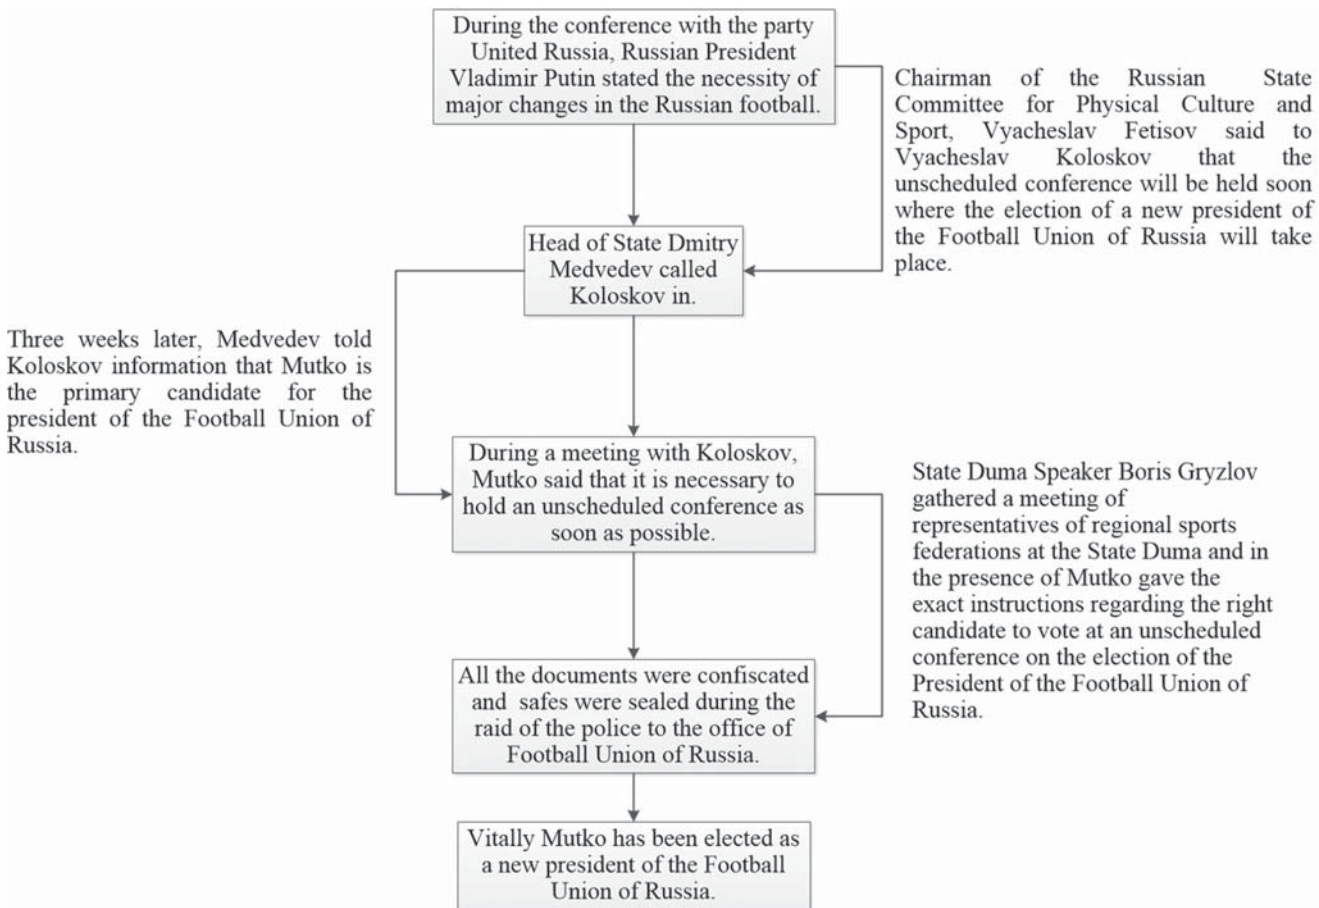 During the conference with the party
United Russia, Russian President
Vladimir Putin stated the necessity of
major changes in the Russian football.
Chairman of the Russian State
Committee for Physical Culture and
Sport, Vyacheslav Fetisov said to
Vyacheslav Koloskov that the
unscheduled conference will be held soon
where the election of a new president of
the Football Union of Russia will take
place.
Head of State Dmitry
Medvedev called
Koloskov in.
Three weeks later, Medvedev told
Koloskov information that Mutko is
the primary candidate for the
president of the Football Union of
Russia.
During a meeting with Koloskov,
Mutko said that it is necessary to
hold an unscheduled conference as
soon as possible.
State Duma Speaker Boris Gryzlov
gathered a meeting of
representatives of regional sports
federations at the State Duma and in
the presence of Mutko gave the
exact instructions regarding the right
candidate to vote at an unscheduled
conference on the election of the
President of the Football Union of
Russia.
All the documents were confiscated
and safes were sealed during the
raid of the police to the office of
Football Union of Russia.
Vitally Mutko has been elected as
a new president of the Football
Union of Russia.